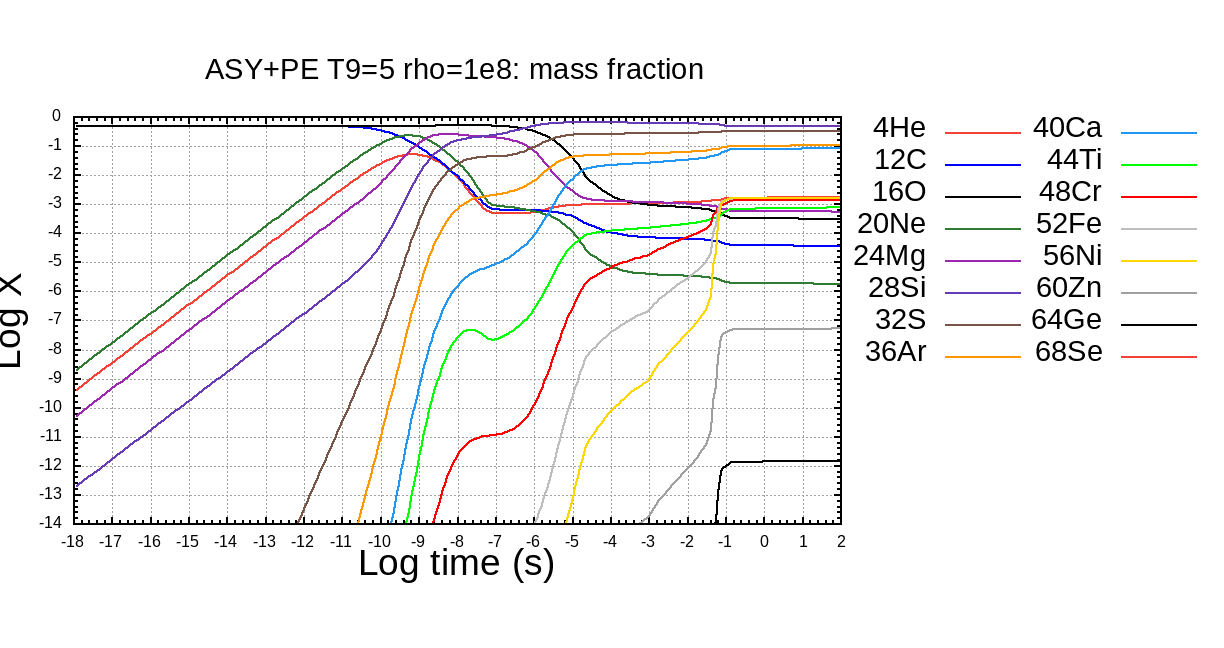 ASY+PE T9=5 rho=1e8: mass fraction
Log X
0
-1
-2
-3
-4
-5
-6
-7
-8
-9
-10
-11
-12
-13
-14
-18 -17 -16 -15 -14 -13 -12 -11 -10 -9 -8 -7 -6 -5 -4 -3 -2 -1 0 1 2
Log time (s)
4He 40Ca
12C 44Ti
16O 48Cr
20Ne 52Fe
24Mg 56Ni
28Si 60Zn
32S 64Ge
36Ar 68Se